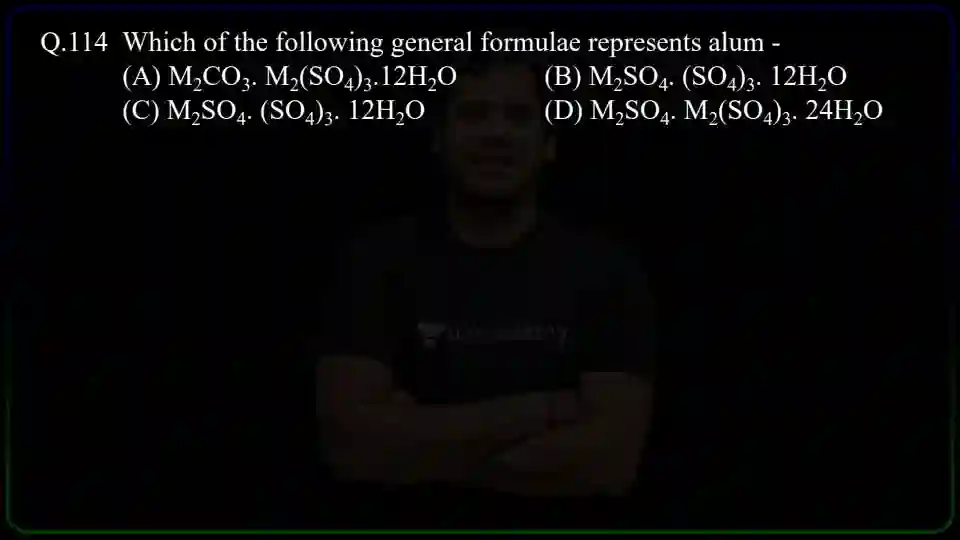 Q.114 Which of the following general formulae represents alum -
(A) M₂CO₃. M₂(SO₄)₃.12H₂O (B) M₂SO₄. (SO₄)₃. 12H₂O
(C) M₂SO₄. (SO₄)₃. 12H₂O (D) M₂SO₄. M₂(SO₄)₃. 24H₂O